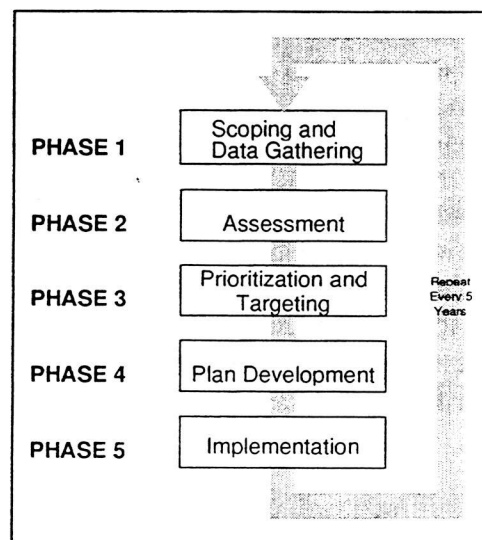 PHASE 1
Scoping and
Data Gathering
PHASE 2
Assessment
PHASE 3
Prioritization and
Targeting
Repeat
Every 5
Years
PHASE 4
Plan Development
PHASE 5
Implementation